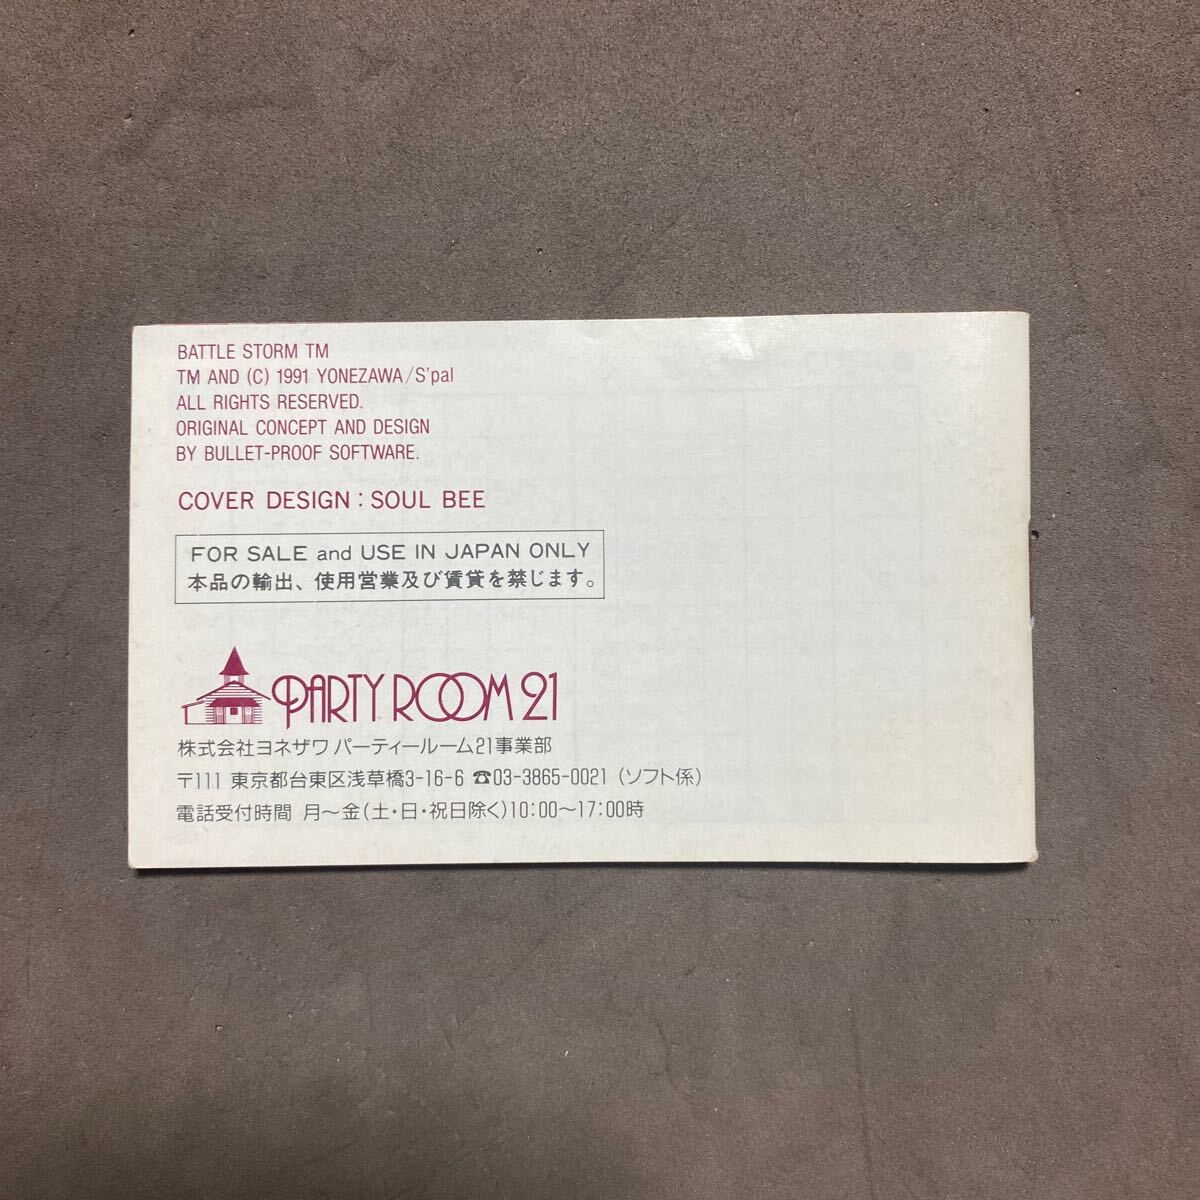 BATTLE STORM TM
TM AND (C) 1991 YONEZAWA/S'pal
ALL RIGHTS RESERVED.
ORIGINAL CONCEPT AND DESIGN
BY BULLET-PROOF SOFTWARE.
COVER DESIGN : SOUL BEE
FOR SALE and USE IN JAPAN ONLY
本品の輸出、使用営業及び賃貸を禁じます。
PARTY ROOM 21
株式会社ヨネザワ パーティールーム21事業部
〒111 東京都台東区浅草橋3-16-6 ☎03-3865-0021 (ソフト係)
電話受付時間 月〜金(土・日・祝日除く)10:00〜17:00時